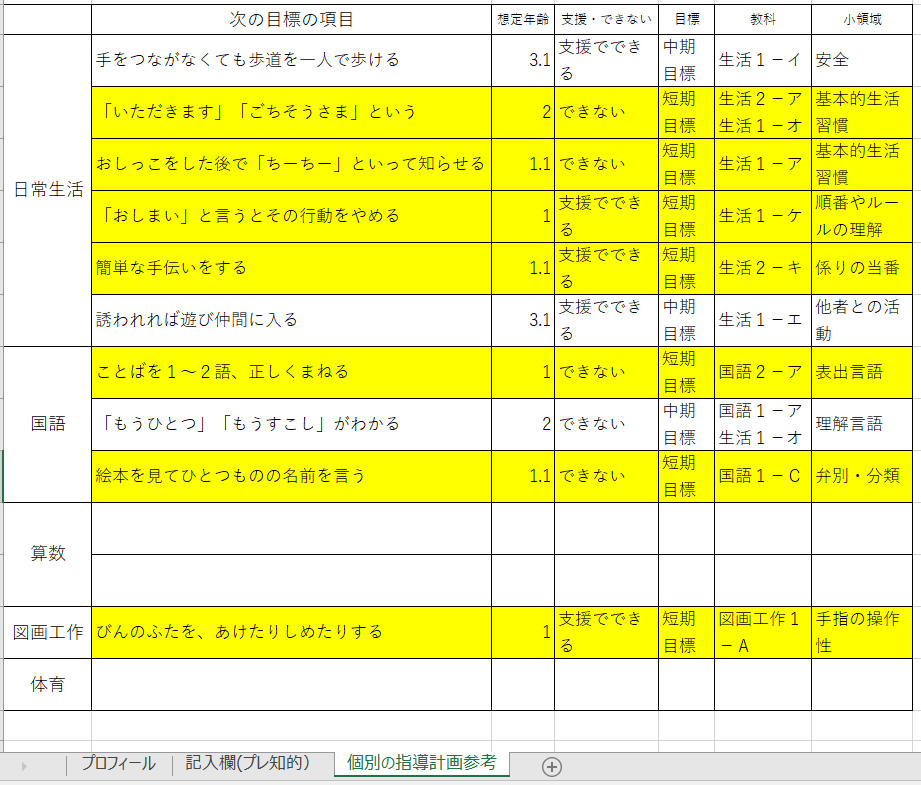 次の目標の項目 想定年齢 支援・できない 目標 教科 小領域
日常生活
手をつながなくても歩道を一人で歩ける 3.1 支援でできる 中期目標 生活１－イ 安全
「いただきます」「ごちそうさま」という 2 できない 短期目標 生活２－ア 生活１－オ 基本的生活習慣
おしっこをした後で「ちーちー」といって知らせる 1.1 できない 短期目標 生活１－ア 基本的生活習慣
「おしまい」と言うとその行動をやめる 1 支援でできる 短期目標 生活１－ケ 順番やルールの理解
簡単な手伝いをする 1.1 支援でできる 短期目標 生活２－キ 係りの当番
誘われれば遊び仲間に入る 3.1 支援でできる 中期目標 生活１－エ 他者との活動
国語
ことばを１～２語、正しくまねる 1 できない 短期目標 国語２－ア 表出言語
「もうひとつ」「もうすこし」がわかる 2 できない 中期目標 国語１－ア 生活１－オ 理解言語
絵本を見てひとつものの名前を言う 1.1 できない 短期目標 国語１－Ｃ 弁別・分類
算数
図画工作 びんのふたを、あけたりしめたりする 1 支援でできる 短期目標 図画工作１－Ａ 手指の操作性
体育
プロフィール 記入欄(プレ知的) 個別の指導計画参考